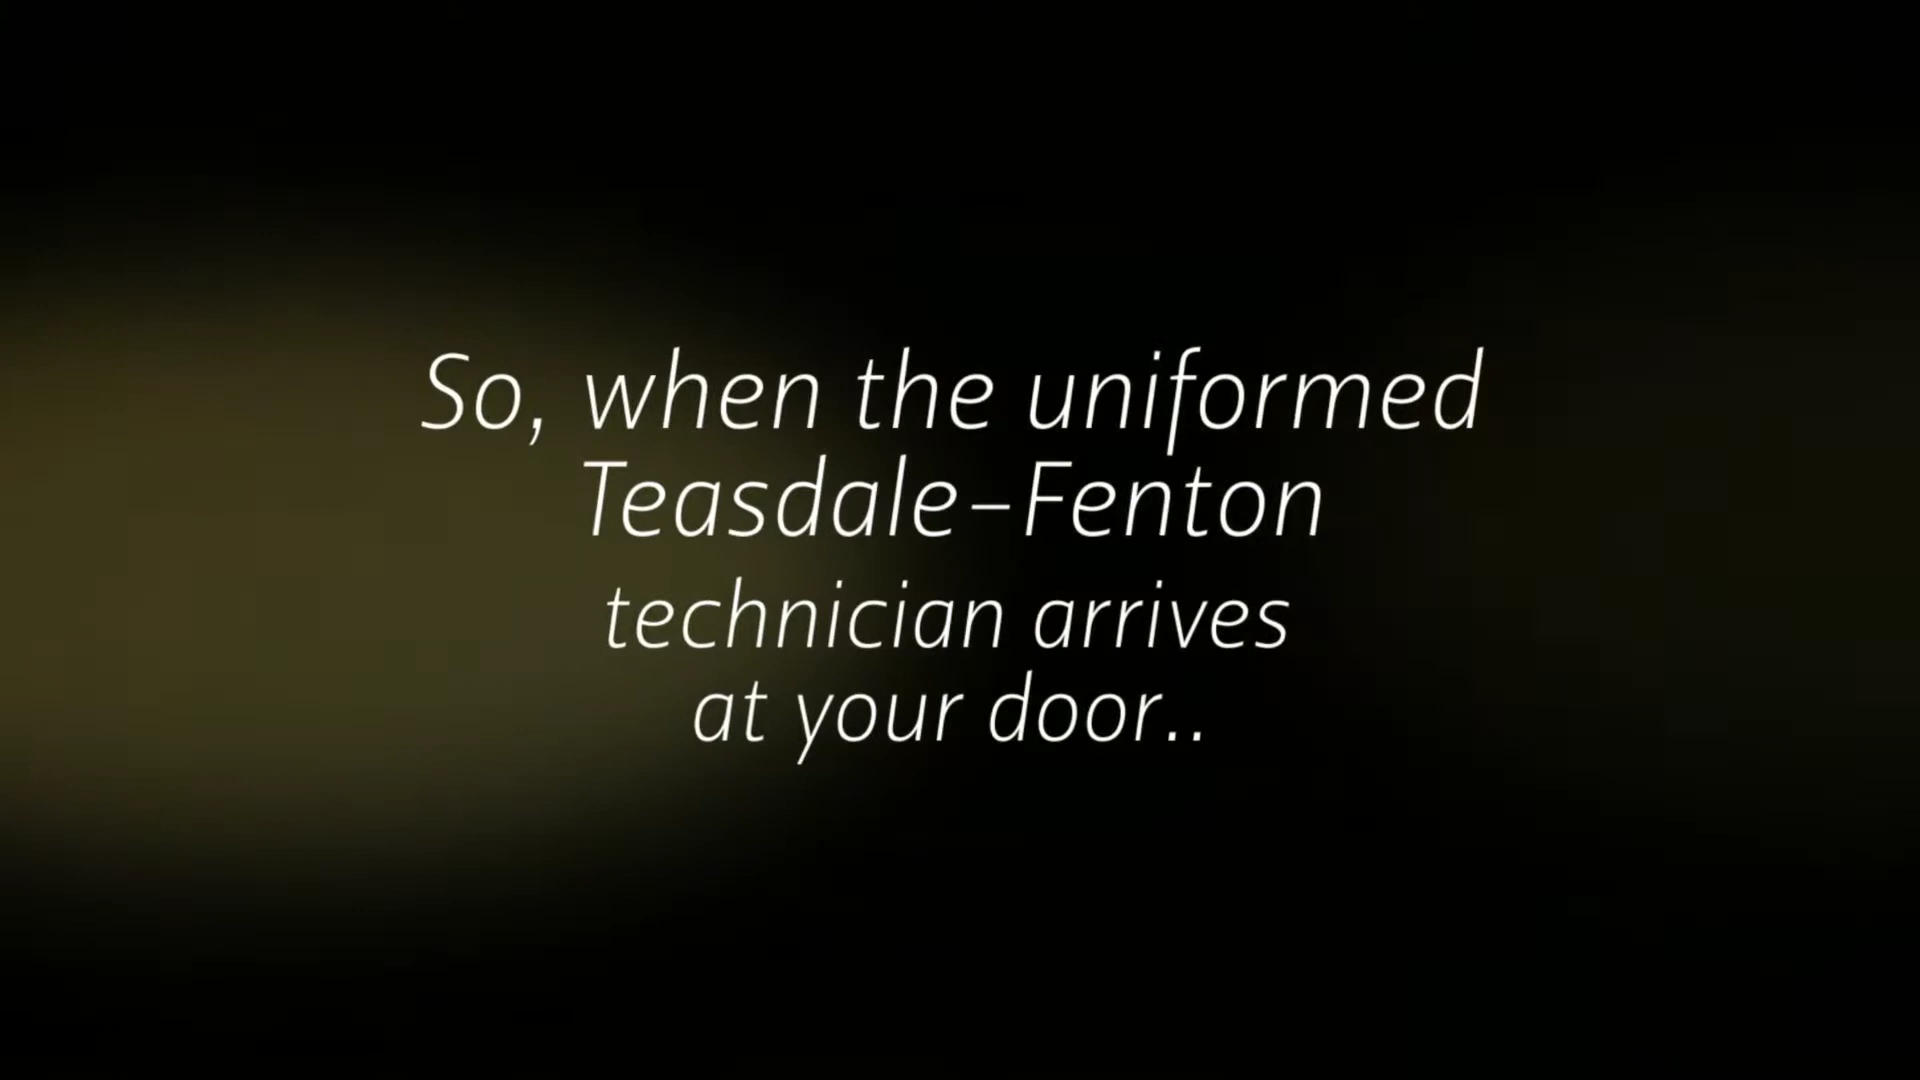 So, when the uniformed
Teasdale-Fenton
technician arrives
at your door..